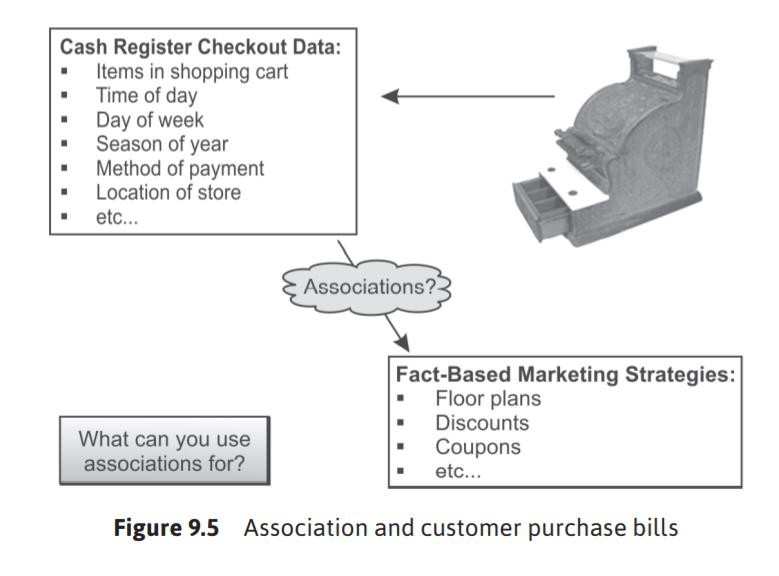 Cash Register Checkout Data:
▪ Items in shopping cart
▪ Time of day
▪ Day of week
▪ Season of year
▪ Method of payment
▪ Location of store
▪ etc...
Associations?
Fact-Based Marketing Strategies:
▪ Floor plans
▪ Discounts
▪ Coupons
▪ etc...
What can you use
associations for?
Figure 9.5 Association and customer purchase bills